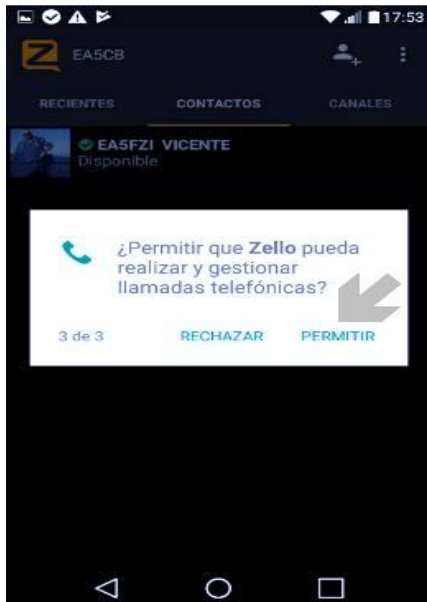 17:53
EA5CB
RECIENTES CONTACTOS CANALES
EA5FZI VICENTE
Disponible
¿Permitir que Zello pueda
realizar y gestionar
llamadas telefónicas?
3 de 3 RECHAZAR PERMITIR